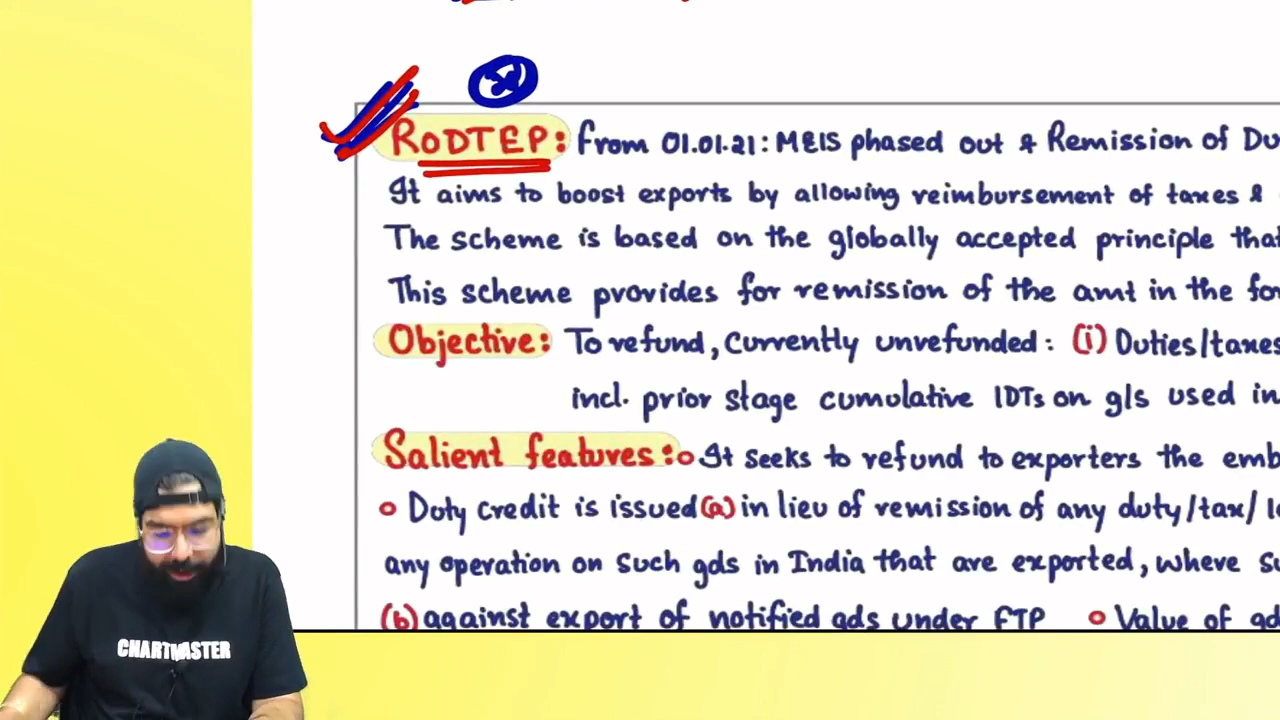 RODTEP: from 01.01.21: MEIS phased out & Remission of Du
It aims to boost exports by allowing reimbursement of taxes &
The scheme is based on the globally accepted principle that
This scheme provides for remission of the amt in the for
Objective: To refund, currently unrefunded: (i) Duties/taxes
incl. prior stage cumulative IDTs on g/s used in
Salient features: It seeks to refund to exporters the emb
Duty credit is issued (a) in lieu of remission of any duty/tax/
any operation on such gds in India that are exported, where su
(b) against export of notified gds under FTP o Value of gd
CHARTMASTER